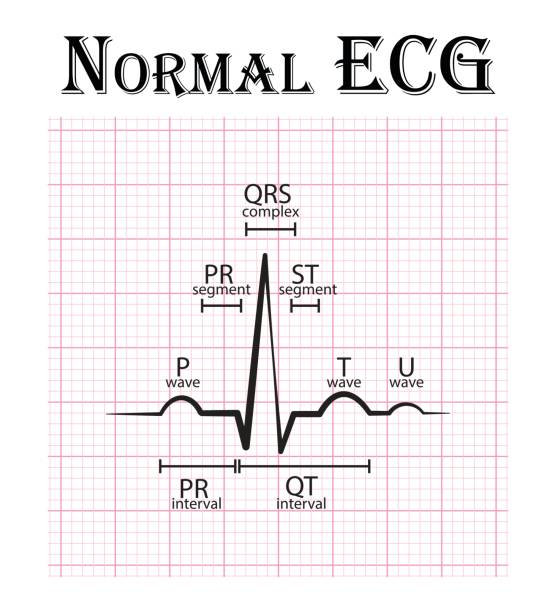 NORMAL ECG
QRS
complex
PR
segment
ST
segment
P
wave
T
wave
U
wave
PR
interval
QT
interval